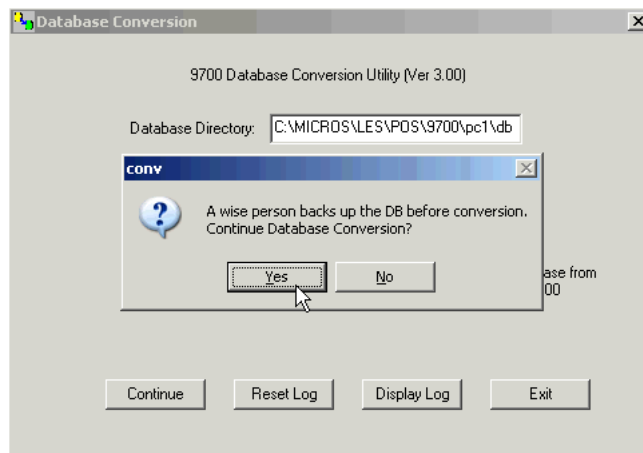 Database Conversion
9700 Database Conversion Utility (Ver 3.00)
Database Directory: C:\MICROS\LES\POS\9700\pc1\db
conv
A wise person backs up the DB before conversion.
Continue Database Conversion?
Yes No
ase from
00
Continue Reset Log Display Log Exit